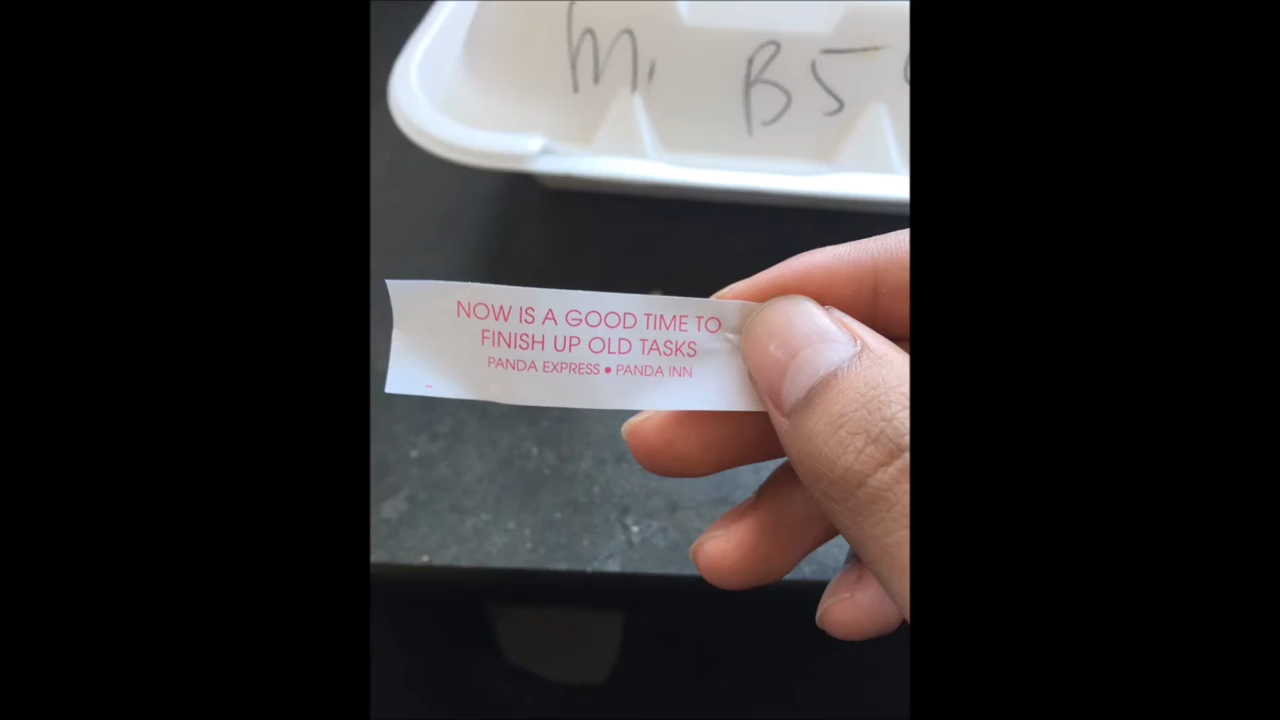 M. B5
NOW IS A GOOD TIME TO
FINISH UP OLD TASKS
PANDA EXPRESS ● PANDA INN